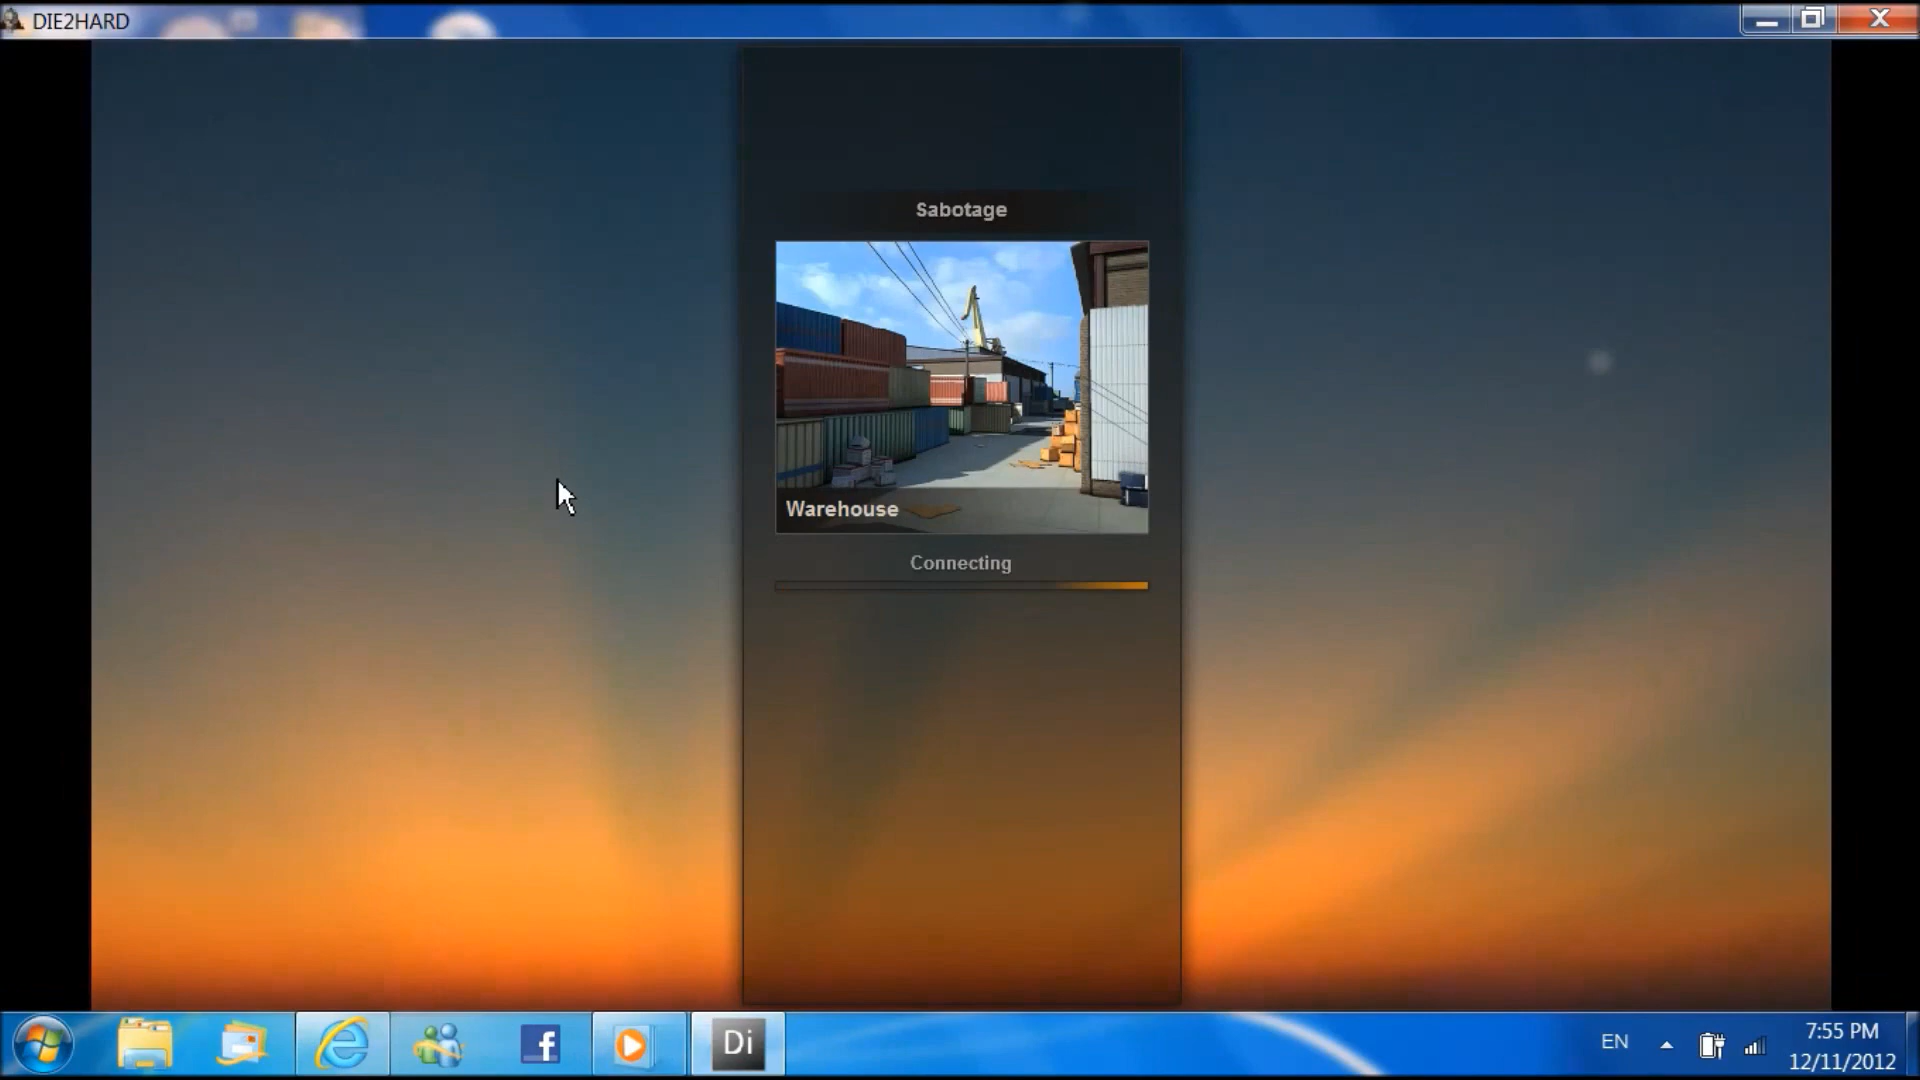 DIE2HARD
Sabotage
Warehouse
Connecting
Di
EN
7:55 PM
12/11/2012